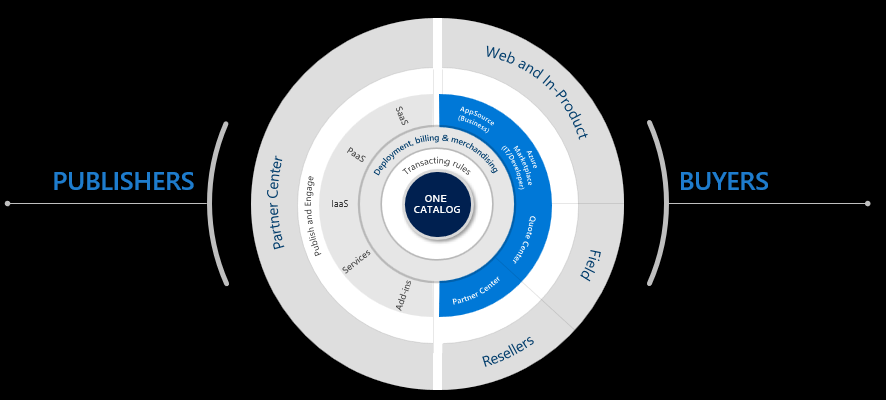 PUBLISHERS
Partner Center
Publish and Engage
SaaS
PaaS
IaaS
Services
Add-ins
Deployment, billing & merchandising
Transacting rules
ONE
CATALOG
AppSource
(Business)
Azure
Marketplace
(IT/Developer)
Quote Center
Partner Center
Web and In-Product
Field
Resellers
BUYERS